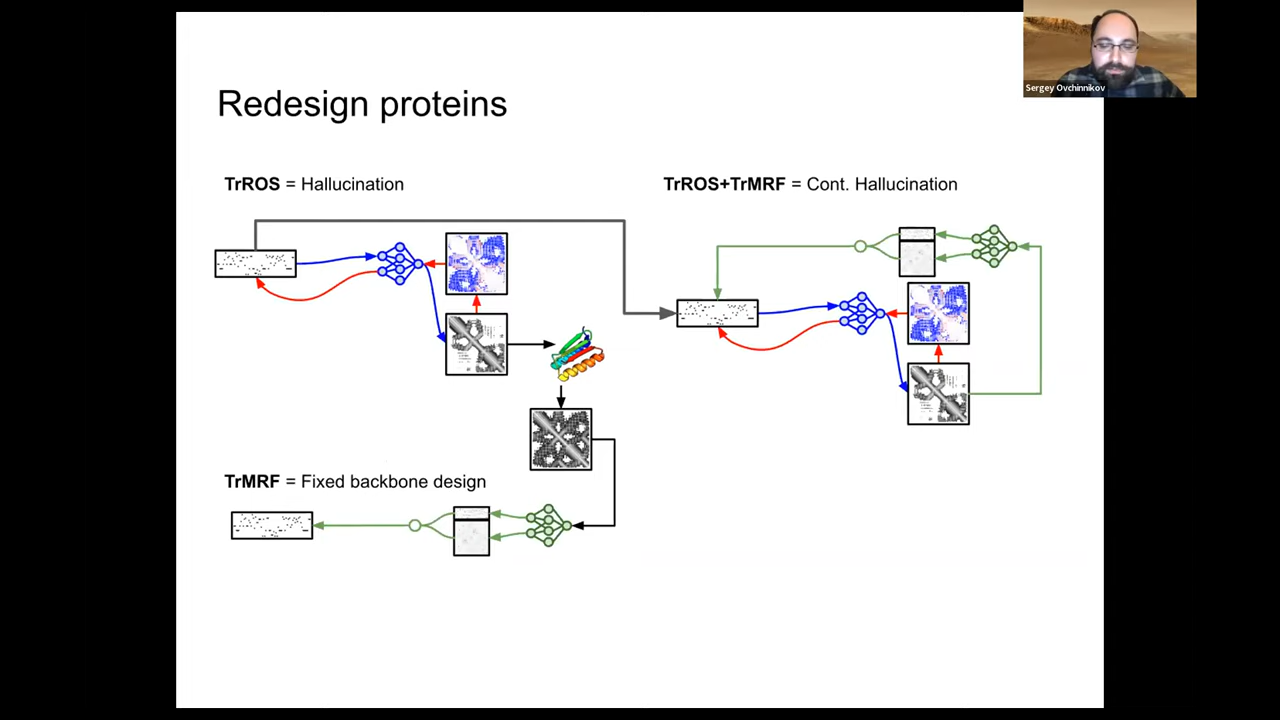 Sergey Ovchinnikov
Redesign proteins
TrROS = Hallucination
TrROS+TrMRF = Cont. Hallucination
TrMRF = Fixed backbone design